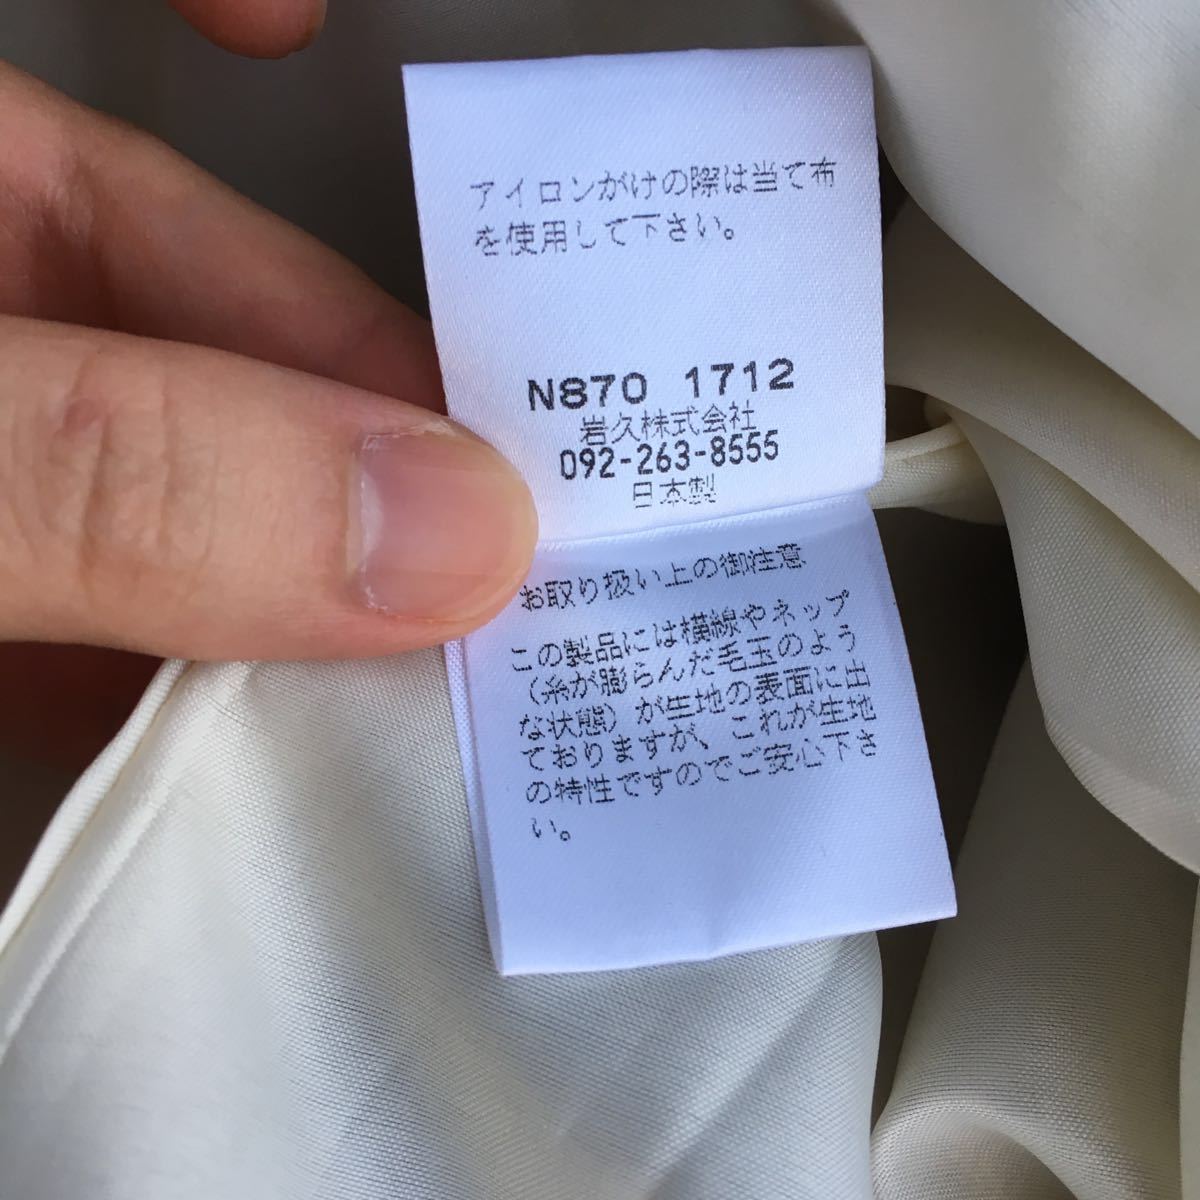 アイロンがけの際は当て布
を使用して下さい。
N870 1712
岩久株式会社
092-263-8555
日本製
お取り扱い上の御注意
この製品には横線やネップ
（糸が膨らんだ毛玉のよう
な状態）が生地の表面に出
ておりますが、これが生地
の特性ですのでご安心下さ
い。